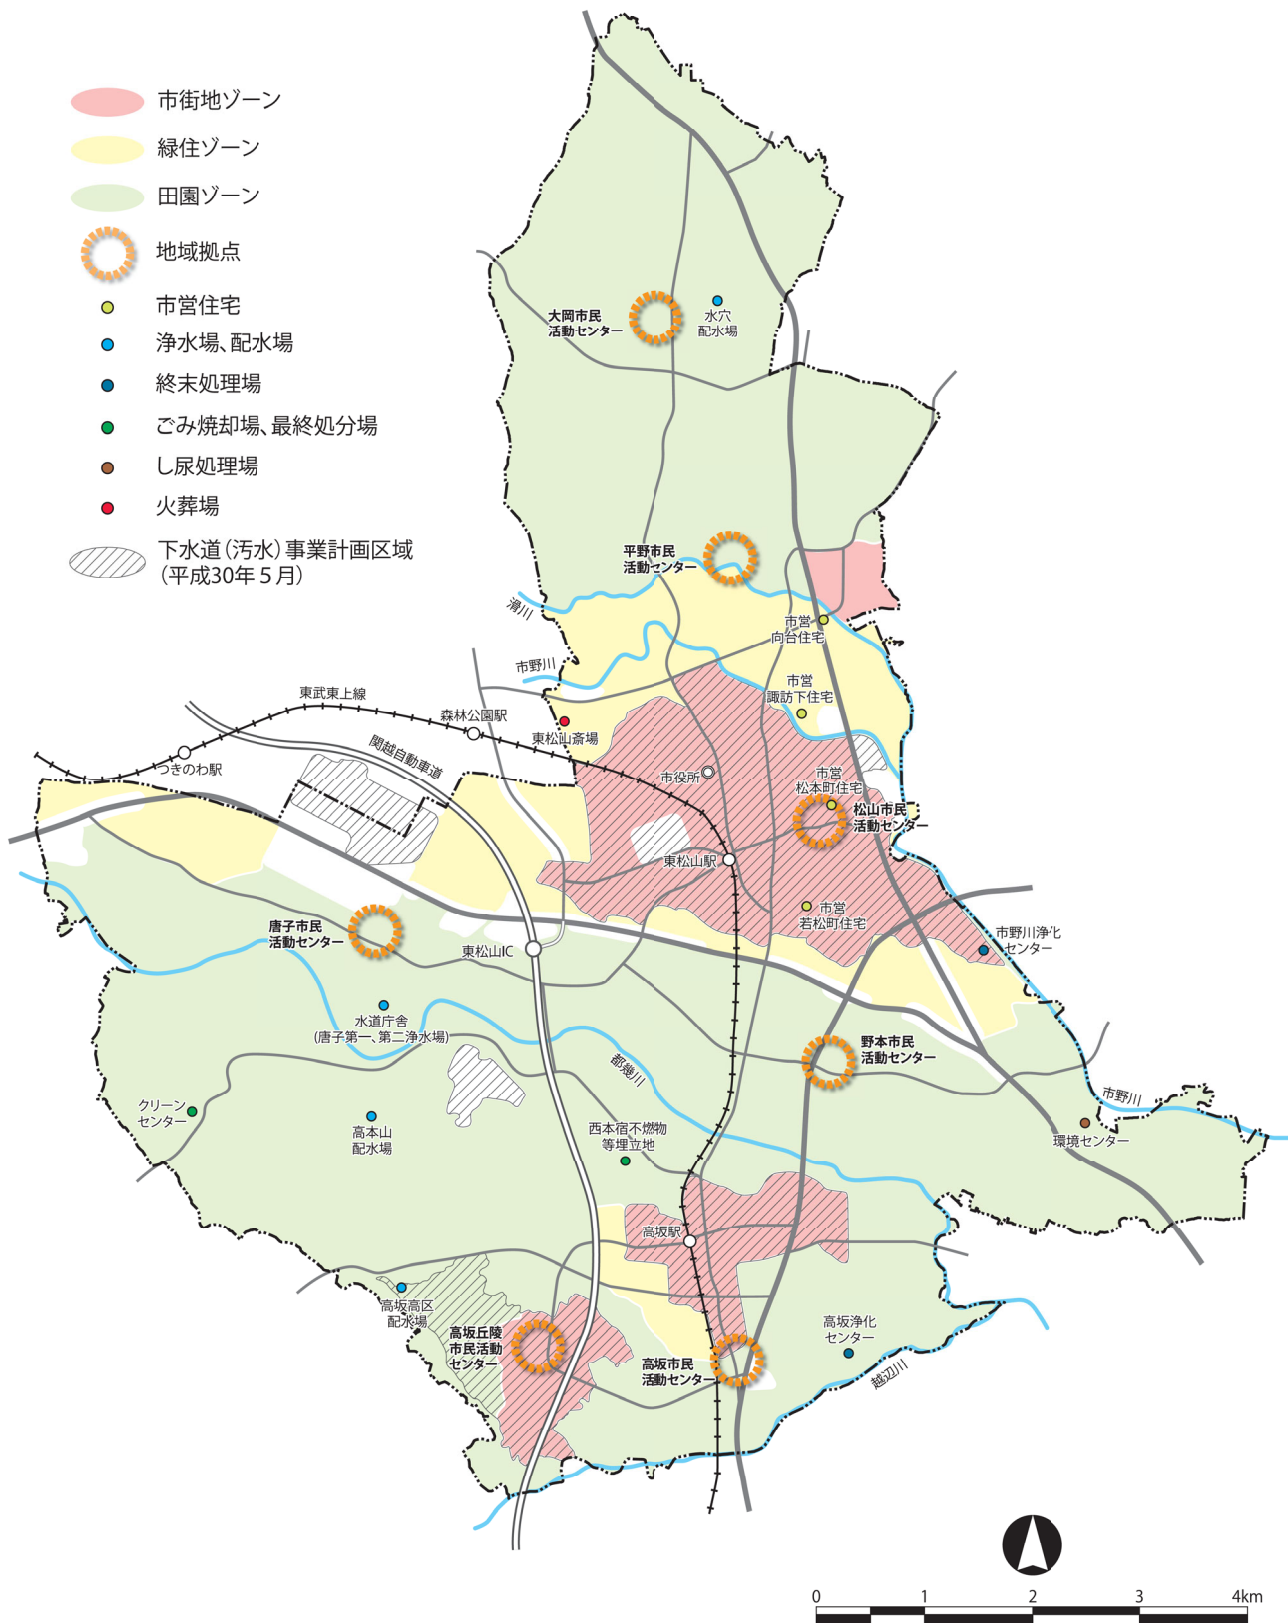 市街地ゾーン
緑住ゾーン
田園ゾーン
地域拠点
市営住宅
浄水場、配水場
終末処理場
ごみ焼却場、最終処分場
し尿処理場
火葬場
下水道（汚水）事業計画区域
（平成30年５月）
大岡市民
活動センター
水穴
配水場
平野市民
活動センター
滑川
市営
向台住宅
市野川
市営
諏訪下住宅
東武東上線
森林公園駅
東松山斎場
関越自動車道
つきのわ駅
市役所
市営
松本町住宅
松山市民
活動センター
東松山駅
市営
若松町住宅
唐子市民
活動センター
東松山IC
市野川浄化
センター
水道庁舎
(唐子第一、第二浄水場)
野本市民
活動センター
都幾川
クリーン
センター
高本山
配水場
西本宿不燃物
等埋立地
市野川
環境センター
高坂駅
高坂高区
配水場
高坂丘陵
市民活動
センター
高坂市民
活動センター
高坂浄化
センター
越辺川
0 1 2 3 4km